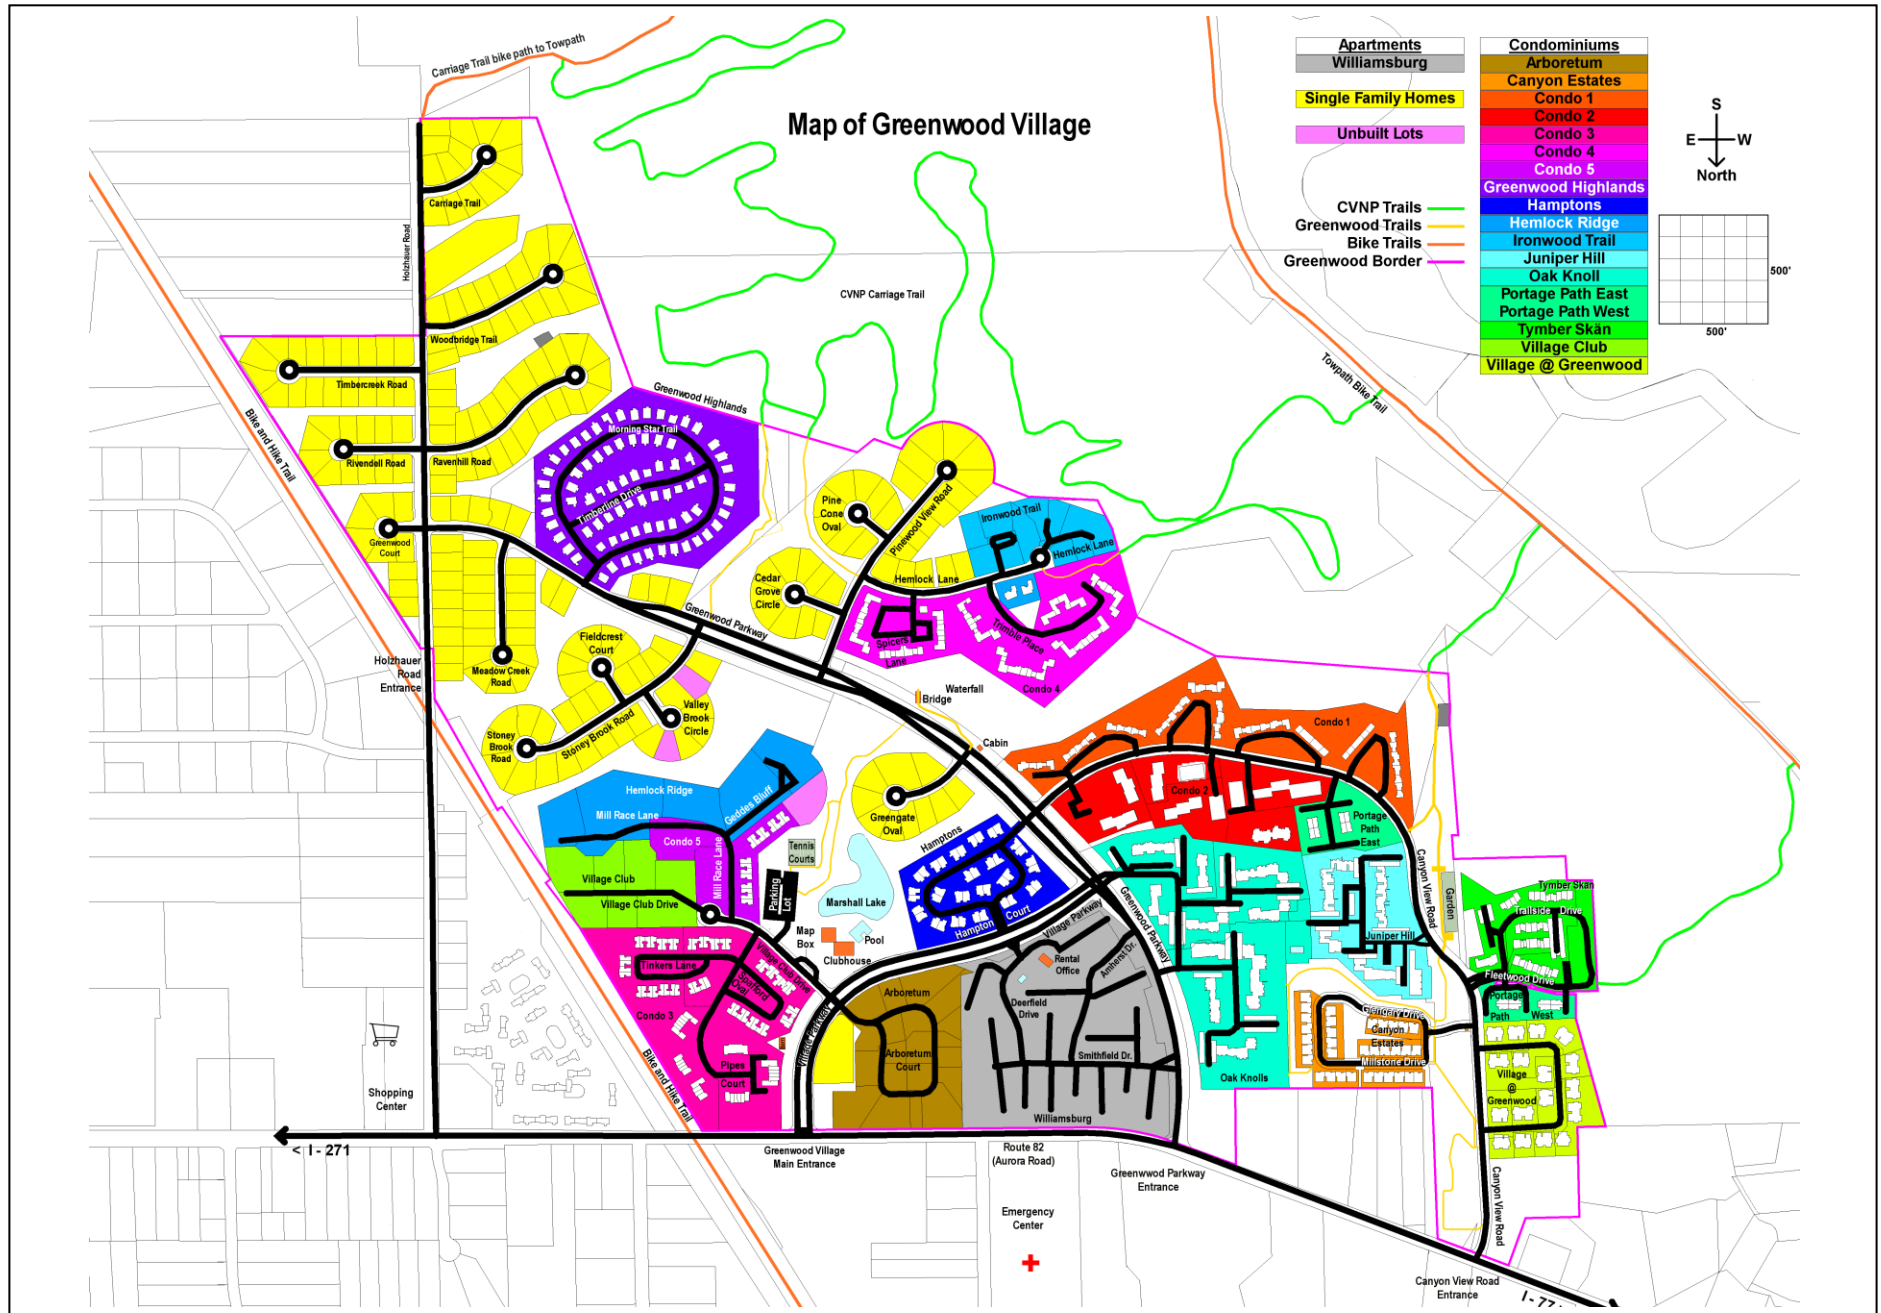 Map of Greenwood Village
Carriage Trail bike path to Towpath
Apartments
Williamsburg
Single Family Homes
Unbuilt Lots
CVNP Trails
Greenwood Trails
Bike Trails
Greenwood Border
Condominiums
Arboretum
Canyon Estates
Condo 1
Condo 2
Condo 3
Condo 4
Condo 5
Greenwood Highlands
Hamptons
Hemlock Ridge
Ironwood Trail
Juniper Hill
Oak Knoll
Portage Path East
Portage Path West
Tymber Skän
Village Club
Village @ Greenwood
S
E
W
North
500'
500'
Carriage Trail
Holzhauer Road
Woodbridge Trail
CVNP Carriage Trail
Timbercreek Road
Towpath Bike Trail
Greenwood Highlands
Bike and Hike Trail
Morning Star Trail
Rivendell Road
Ravenhill Road
Timberline Drive
Pine
Cone
Oval
Pinewood View Road
Ironwood Trail
Hemlock Lane
Greenwood
Court
Hemlock Lane
Cedar
Grove
Circle
Greenwood Parkway
Spicers
Lane
Trimble Place
Condo 4
Fieldcrest
Court
Meadow Creek
Road
Holzhauer
Road
Entrance
Valley
Brook
Circle
Stoney Brook Road
Stoney
Brook
Road
Waterfall
Bridge
Cabin
Condo 1
Condo 2
Hemlock Ridge
Geddes Bluff
Mill Race Lane
Condo 5
Mill Race Lane
Greengate
Oval
Hamptons
Tennis
Courts
Portage
Path
East
Canyon View Road
Village Club
Village Club Drive
Parking
Lot
Marshall Lake
Pool
Map
Box
Clubhouse
Hampton Court
Village Parkway
Greenwood Parkway
Garden
Tymber Skan
Trailside Drive
Juniper Hill
Fleetwood Drive
Tinkers Lane
Spafford
Oval
Village Club Drive
Condo 3
Pipes
Court
Village Parkway
Arboretum
Arboretum
Court
Rental
Office
Amherst Dr.
Deerfield
Drive
Smithfield Dr.
Williamsburg
Oak Knolls
Glengary Drive
Canyon
Estates
Millstone Drive
Portage
Path West
Village
@
Greenwood
Canyon View Road
Shopping
Center
Bike and Hike Trail
< I - 271
Greenwood Village
Main Entrance
Route 82
(Aurora Road)
Greenwwod Parkway
Entrance
Emergency
Center
Canyon View Road
Entrance
I - 77